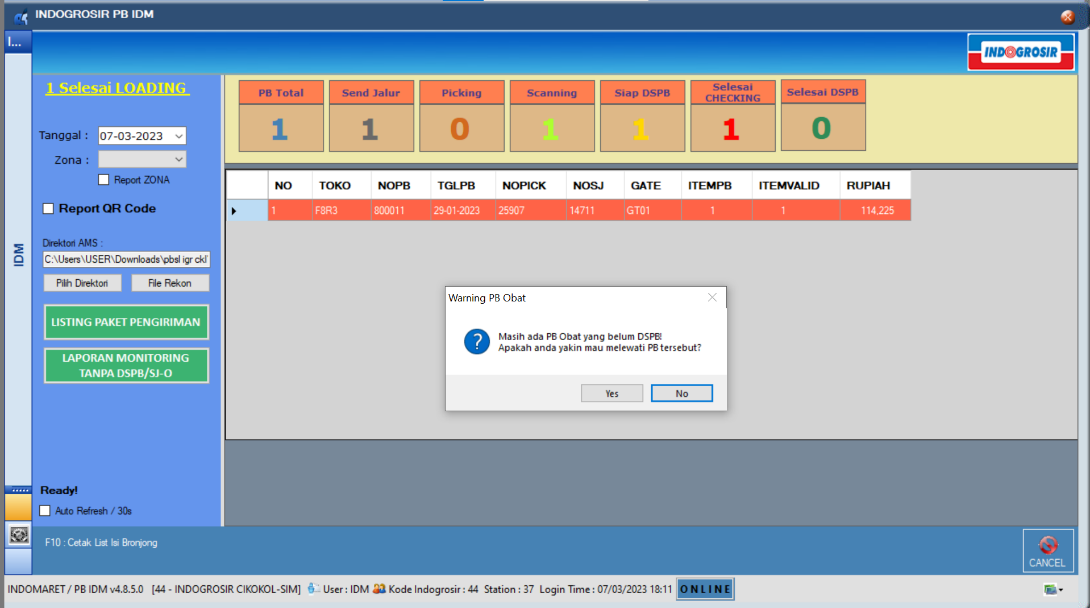 INDOGROSIR PB IDM
I...
INDOGROSIR
1 Selesai LOADING
Tanggal :
07-03-2023
Zona :
Report ZONA
Report QR Code
Direktori AMS :
C:\Users\USER\Downloads\pbsl igr ckl
Pilih Direktori
File Rekon
LISTING PAKET PENGIRIMAN
LAPORAN MONITORING
TANPA DSPB/SJ-O
IDM
PB Total
Send Jalur
Picking
Scanning
Siap DSPB
Selesai
CHECKING
Selesai DSPB
1
1
0
1
1
1
0
NO TOKO NOPB TGLPB NOPICK NOSJ GATE ITEMPB ITEMVALID RUPIAH
1 F8R3 800011 29-01-2023 25907 14711 GT01 1 1 114.225
Warning PB Obat
Masih ada PB Obat yang belum DSPB!
Apakah anda yakin mau melewati PB tersebut?
Yes
No
Ready!
Auto Refresh / 30s
F10 : Cetak List Isi Bronjong
CANCEL
INDOMARET / PB IDM v4.8.5.0 [44 - INDOGROSIR CIKOKOL-SIM] User : IDM Kode Indogrosir : 44 Station : 37 Login Time : 07/03/2023 18:11 ONLINE